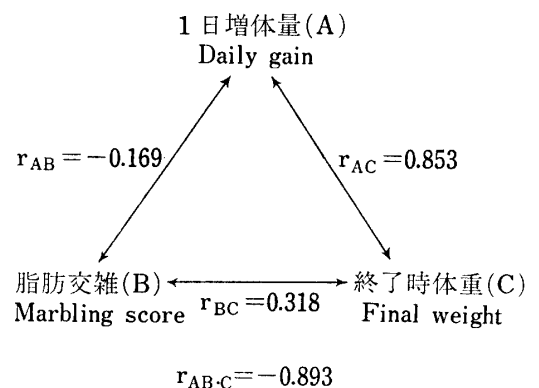 1日増体量(A)
Daily gain
r_AB=-0.169
r_AC=0.853
脂肪交雑(B)
Marbling score
r_BC=0.318
終了時体重(C)
Final weight
r_AB·C=-0.893